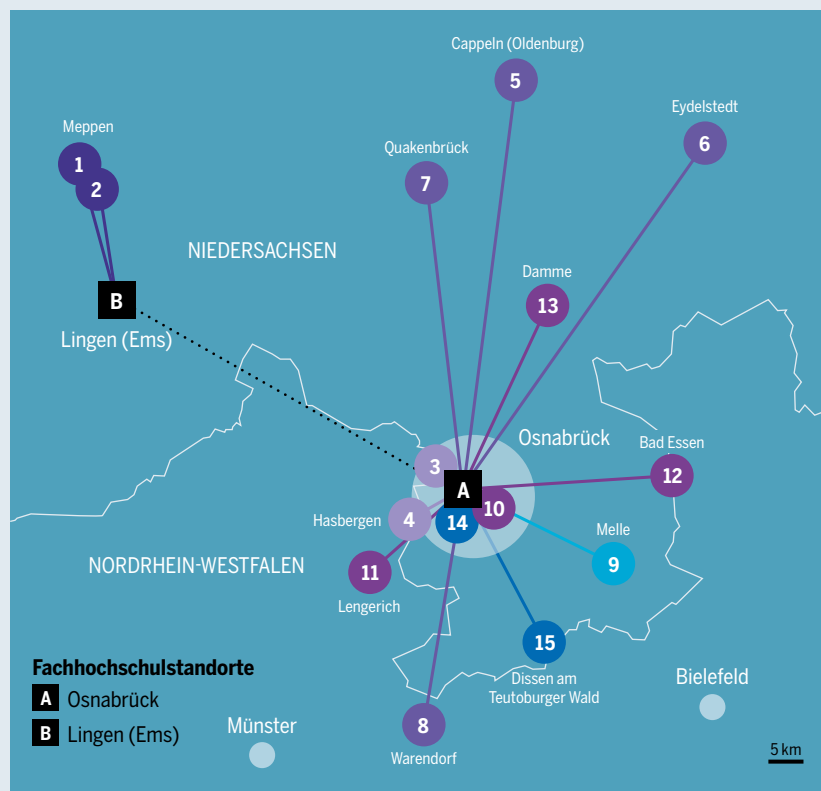 Cappeln (Oldenburg)
5
Eydelstedt
6
Meppen
1
2
Quakenbrück
7
NIEDERSACHSEN
Damme
13
B
Lingen (Ems)
Osnabrück
Bad Essen
3
12
A
10
Hasbergen
4
14
Melle
9
NORDRHEIN-WESTFALEN
11
Lengerich
15
Dissen am
Teutoburger Wald
Fachhochschulstandorte
A Osnabrück
B Lingen (Ems)
Bielefeld
Münster
8
Warendorf
5 km